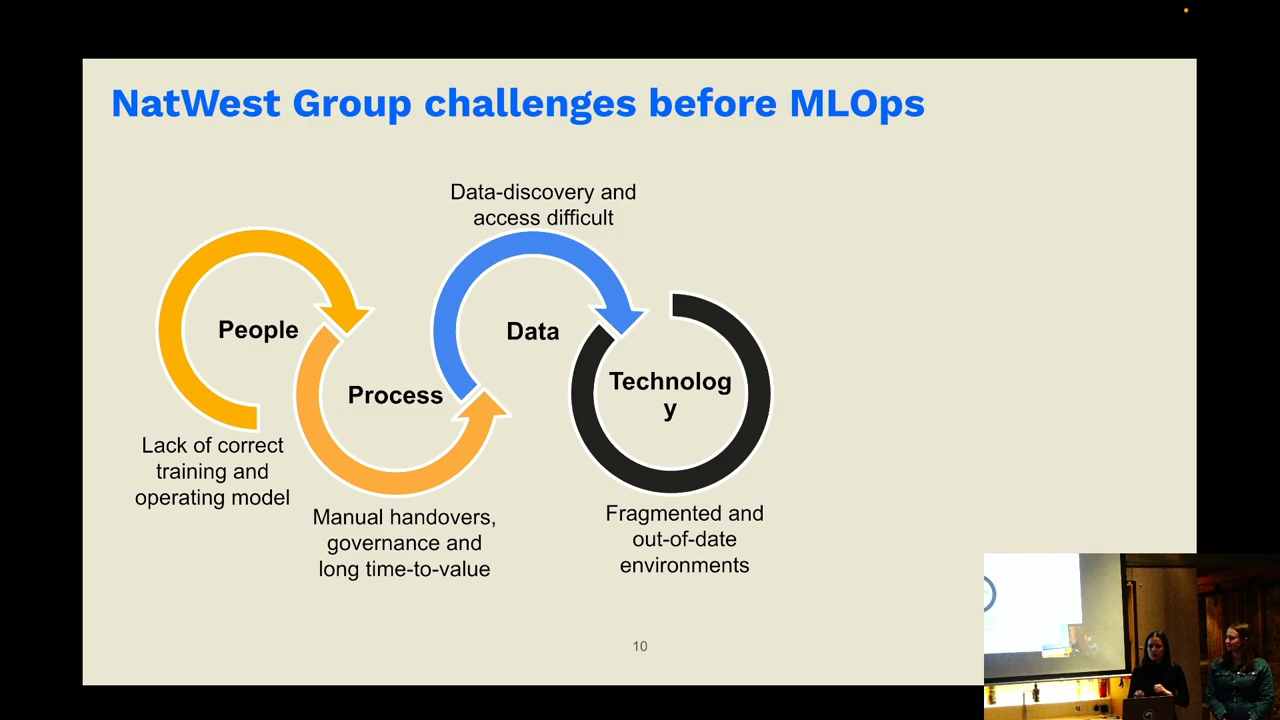 NatWest Group challenges before MLOps
Data-discovery and
access difficult
People
Data
Process
Technolog
y
Lack of correct
training and
operating model
Manual handovers,
governance and
long time-to-value
Fragmented and
out-of-date
environments
10